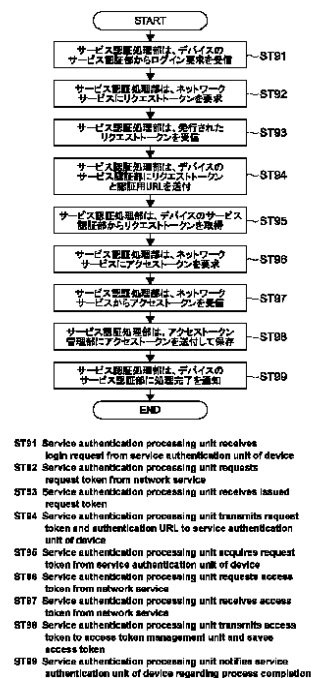 START
サービス認証処理部は、デバイスの
サービス認証部からログイン要求を受信
ST91
サービス認証処理部は、ネットワーク
サービスにリクエストトークンを要求
ST92
サービス認証処理部は、発行された
リクエストトークンを受信
ST93
サービス認証処理部は、デバイスの
サービス認証部にリクエストトークン
と認証用URLを送付
ST94
サービス認証処理部は、デバイスのサービス
認証部からリクエストトークンを取得
ST95
サービス認証処理部は、ネットワーク
サービスにアクセストークンを要求
ST96
サービス認証処理部は、ネットワーク
サービスからアクセストークンを受信
ST97
サービス認証処理部は、アクセストークン
管理部にアクセストークンを送付して保存
ST98
サービス認証処理部は、デバイスの
サービス認証部に処理完了を通知
ST99
END
ST91 Service authentication processing unit receives
login request from service authentication unit of device
ST92 Service authentication processing unit requests
request token from network service
ST93 Service authentication processing unit receives issued
request token
ST94 Service authentication processing unit transmits request
token and authentication URL to service authentication
unit of device
ST95 Service authentication processing unit acquires request
token from service authentication unit of device
ST96 Service authentication processing unit requests access
token from network service
ST97 Service authentication processing unit receives access
token from network service
ST98 Service authentication processing unit transmits access
token to access token management unit and saves
access token
ST99 Service authentication processing unit notifies service
authentication unit of device regarding process completion